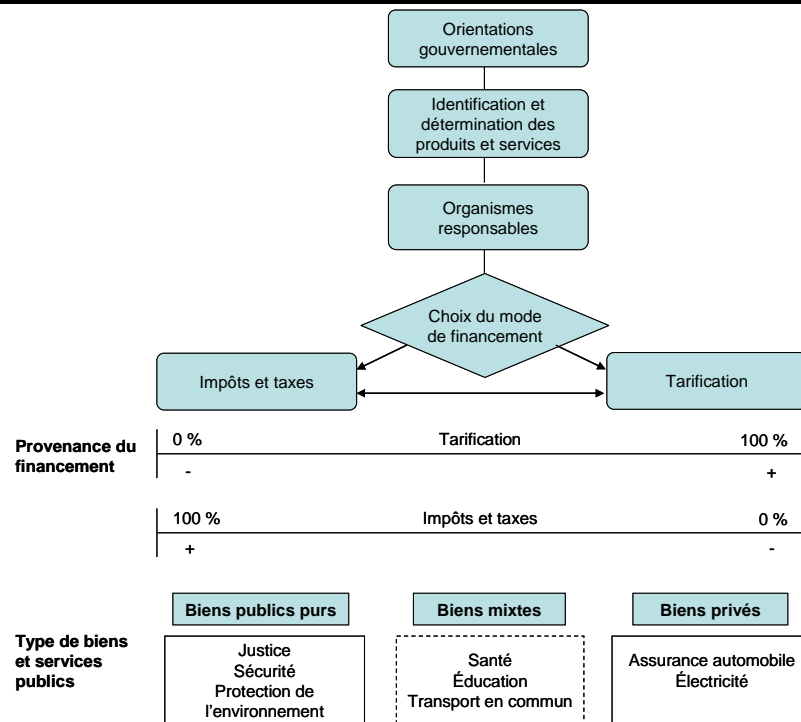 Orientations
gouvernementales
Identification et
détermination des
produits et services
Organismes
responsables
Choix du mode
de financement
Impôts et taxes
Tarification
Provenance du
financement
0 % Tarification 100 %
- +
100 % Impôts et taxes 0 %
+ -
Biens publics purs Biens mixtes Biens privés
Type de biens
et services
publics
Justice
Sécurité
Protection de
l'environnement
Santé
Éducation
Transport en commun
Assurance automobile
Électricité